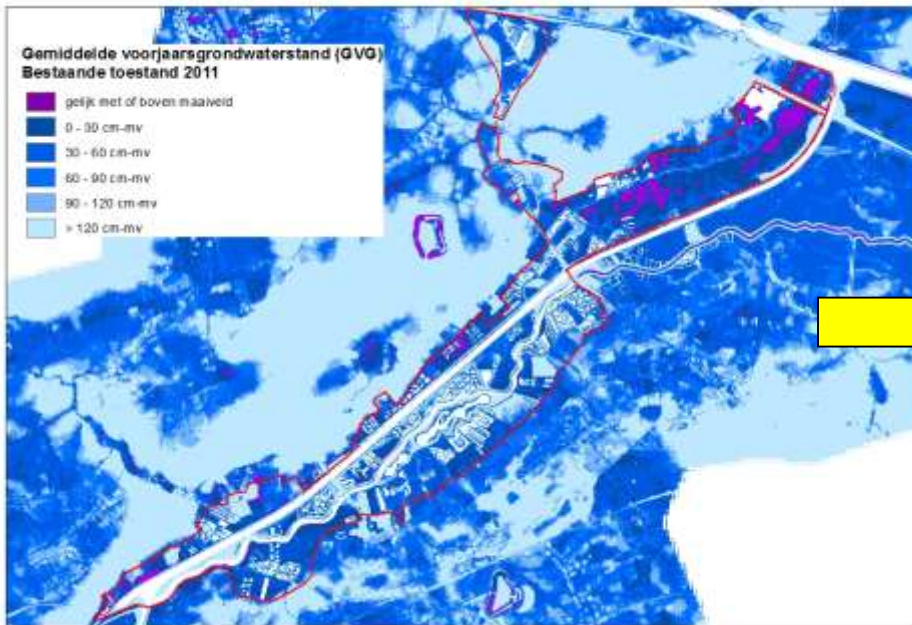 Gemiddelde voorjaarsgrondwaterstand (GVG)
Bestaande toestand 2011
gelijk met of boven maaiveld
0 - 30 cm-mv
30 - 60 cm-mv
60 - 90 cm-mv
90 - 120 cm-mv
> 120 cm-mv